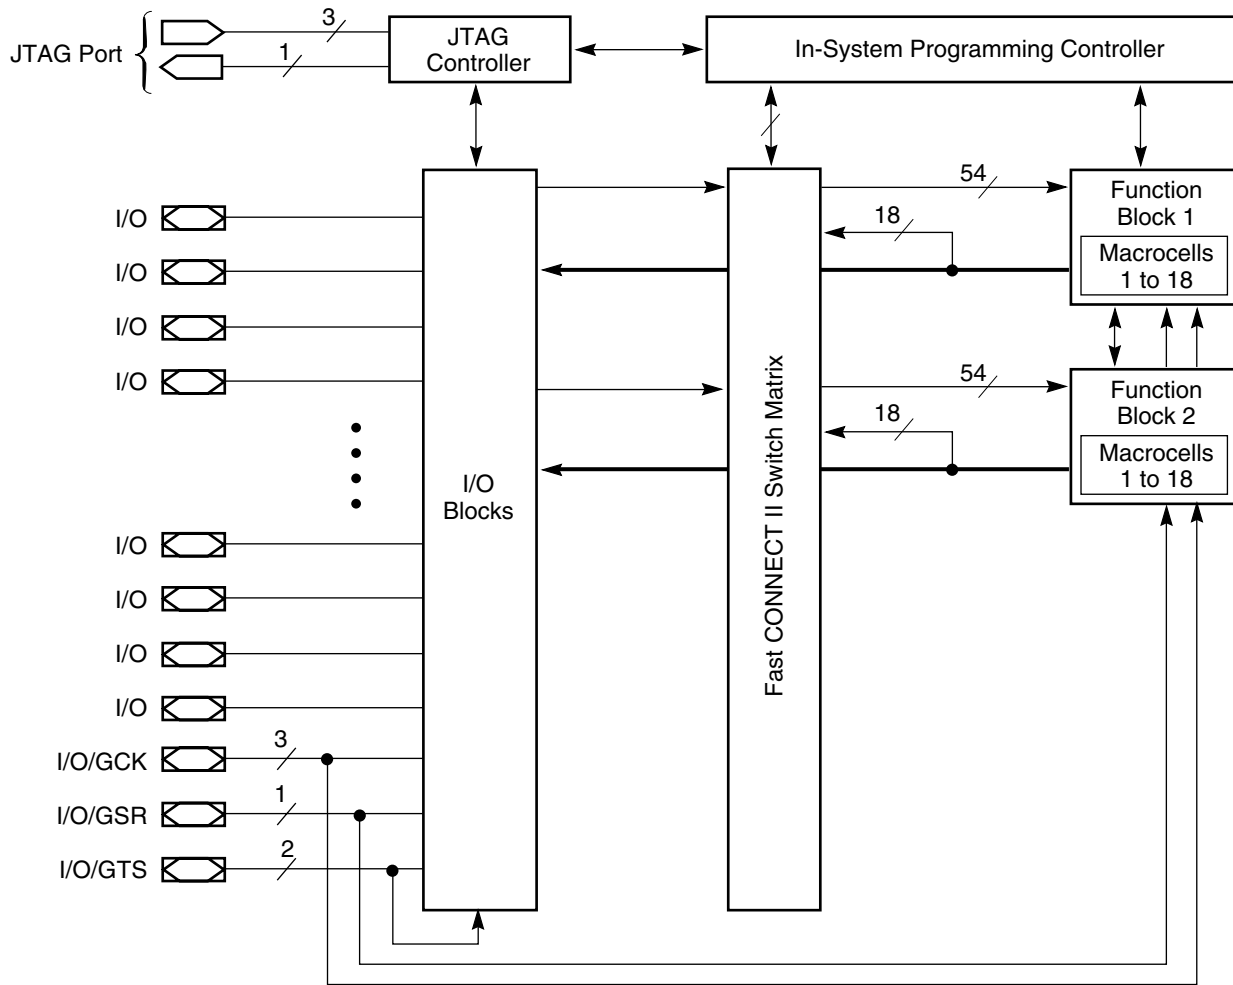 JTAG Port
3
1
JTAG
Controller
In-System Programming Controller
I/O
I/O
I/O
I/O
I/O
I/O
I/O
I/O
I/O/GCK
3
I/O/GSR
1
I/O/GTS
2
I/O
Blocks
Fast CONNECT II Switch Matrix
54
18
Function
Block 1
Macrocells
1 to 18
54
18
Function
Block 2
Macrocells
1 to 18